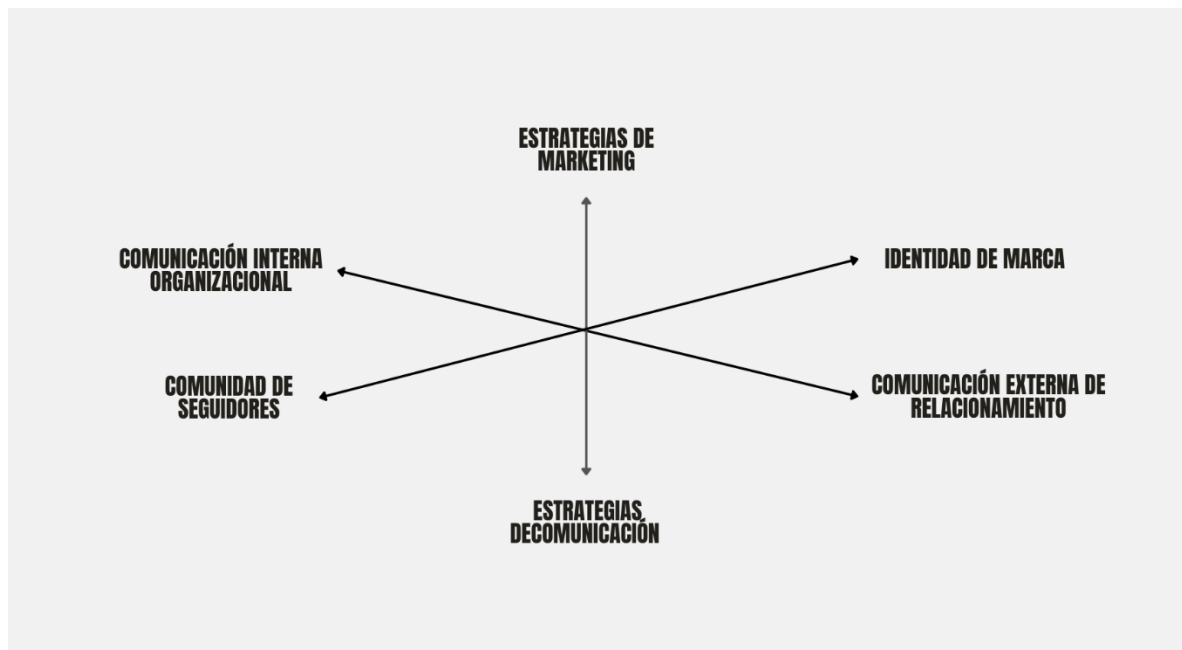 ESTRATEGIAS DE
MARKETING
COMUNICACIÓN INTERNA
ORGANIZACIONAL
IDENTIDAD DE MARCA
COMUNIDAD DE
SEGUIDORES
COMUNICACIÓN EXTERNA DE
RELACIONAMIENTO
ESTRATEGIAS
DECOMUNICACIÓN